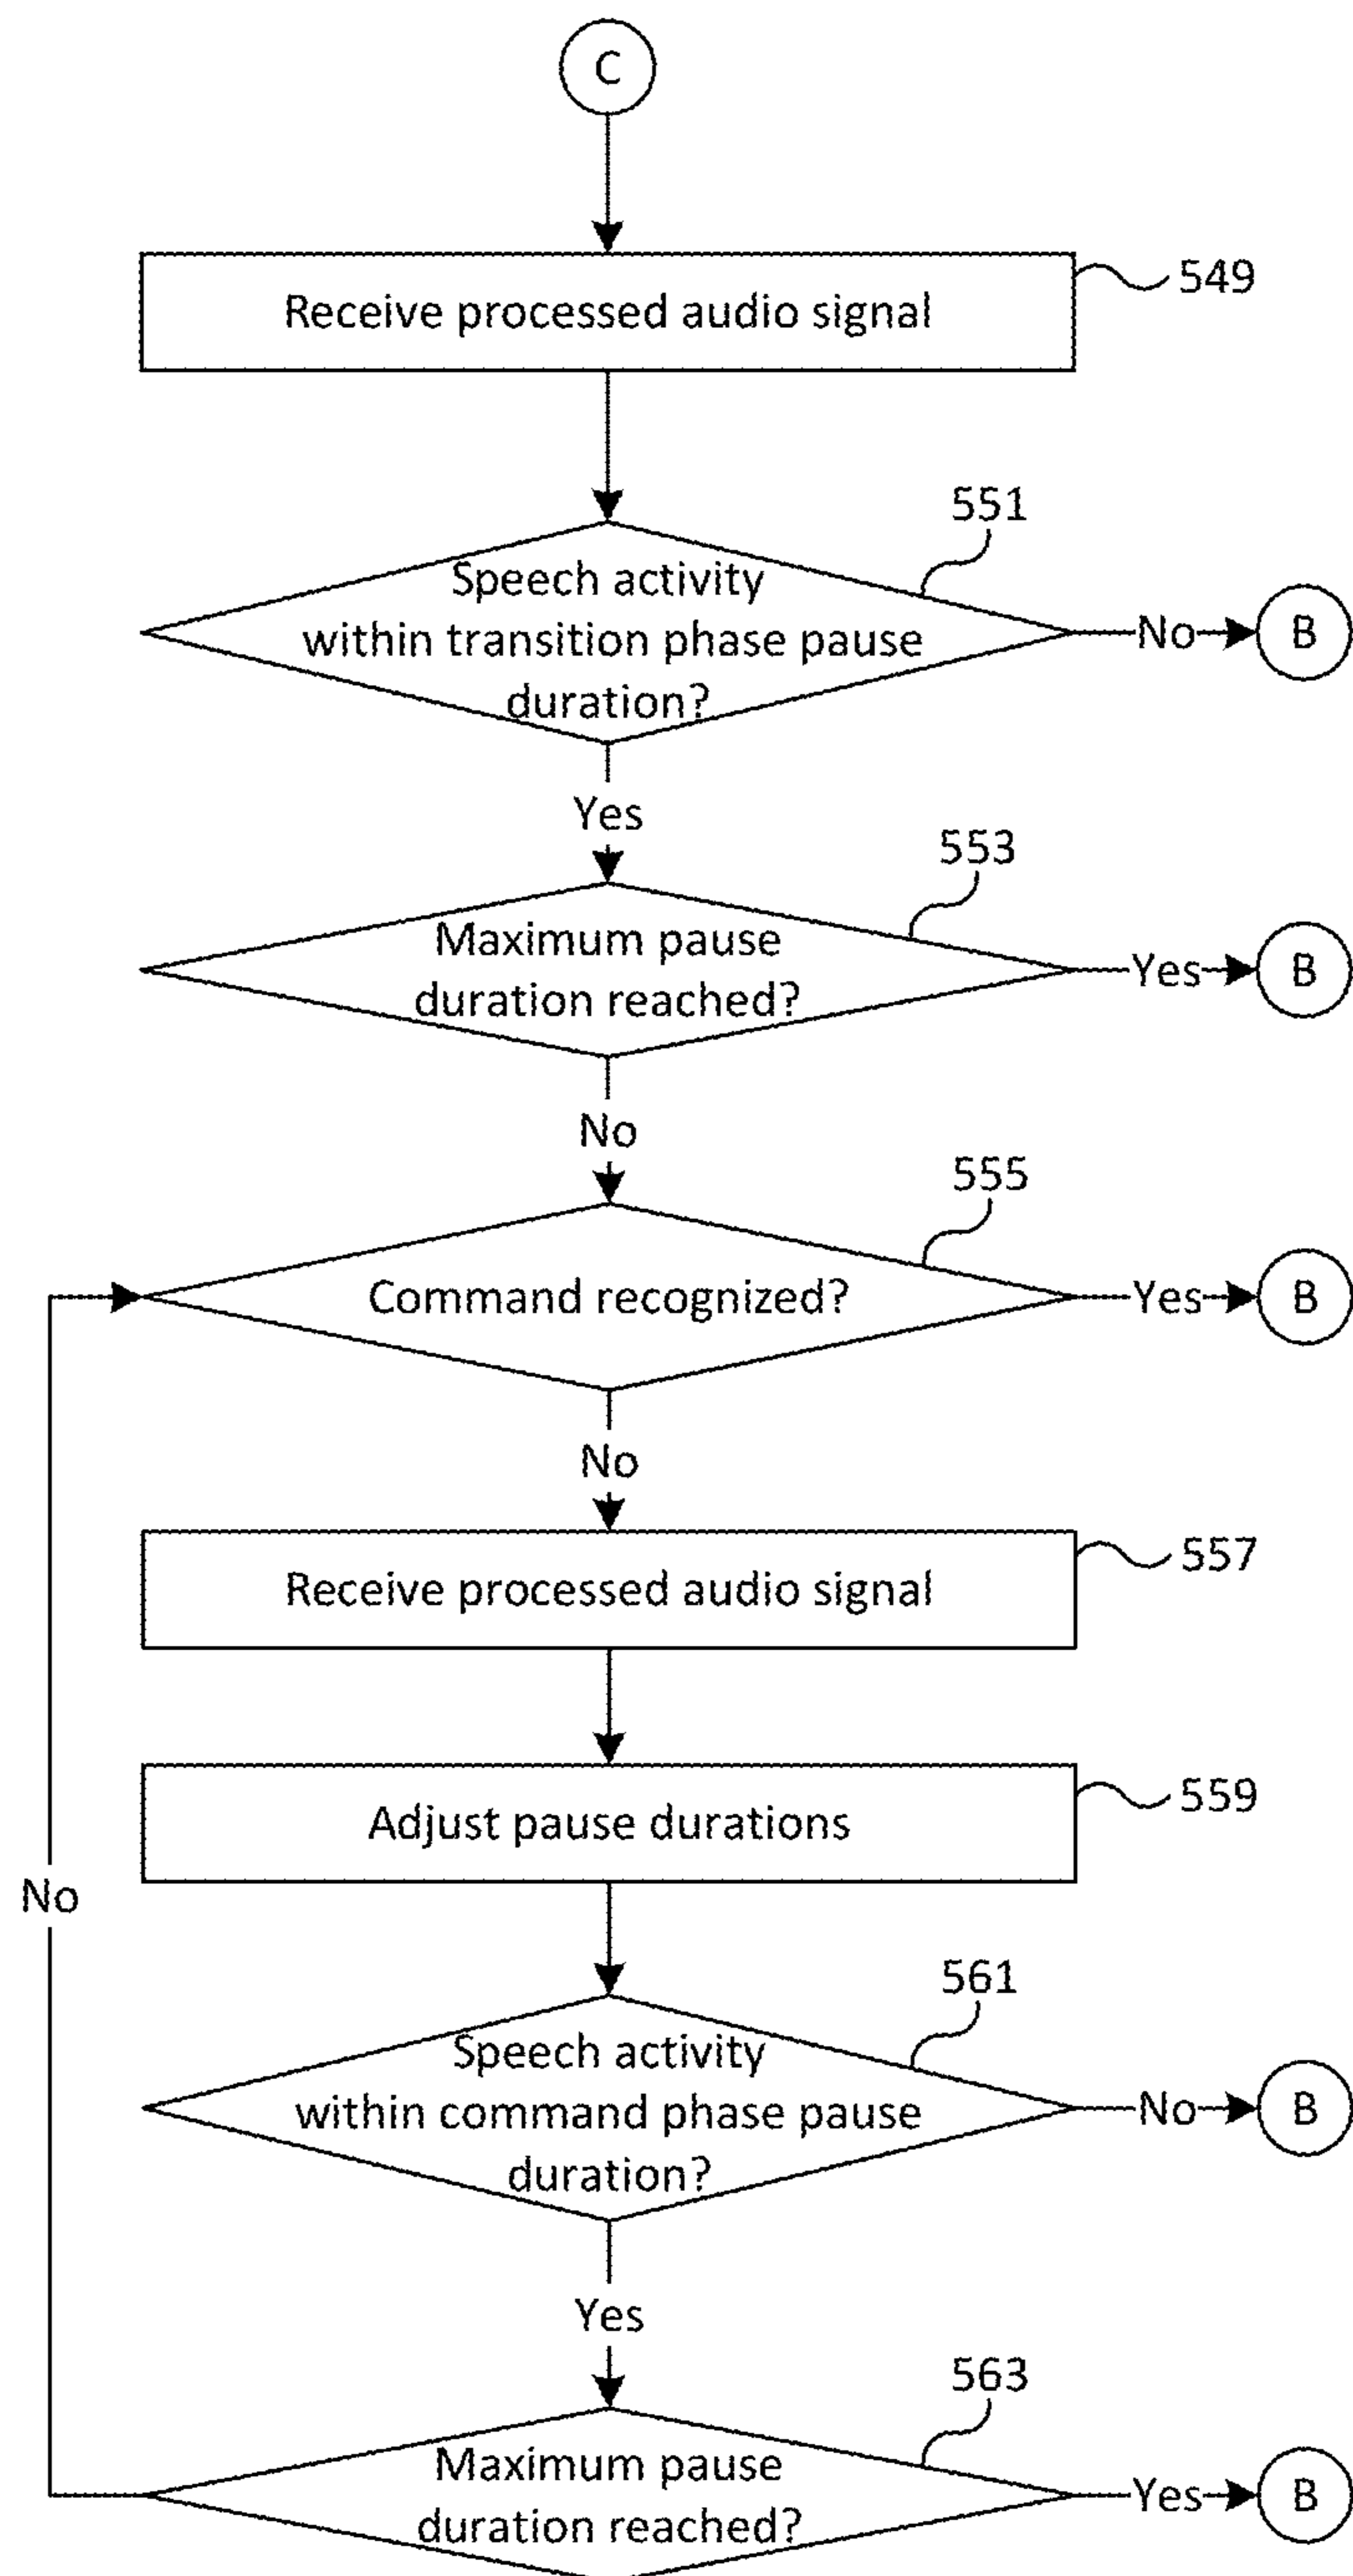 C
Receive processed audio signal
549
551
Speech activity
within transition phase pause
duration?
No
B
Yes
553
Maximum pause
duration reached?
Yes
B
No
555
Command recognized?
Yes
B
No
Receive processed audio signal
557
Adjust pause durations
559
No
561
Speech activity
within command phase pause
duration?
No
B
Yes
563
Maximum pause
duration reached?
Yes
B